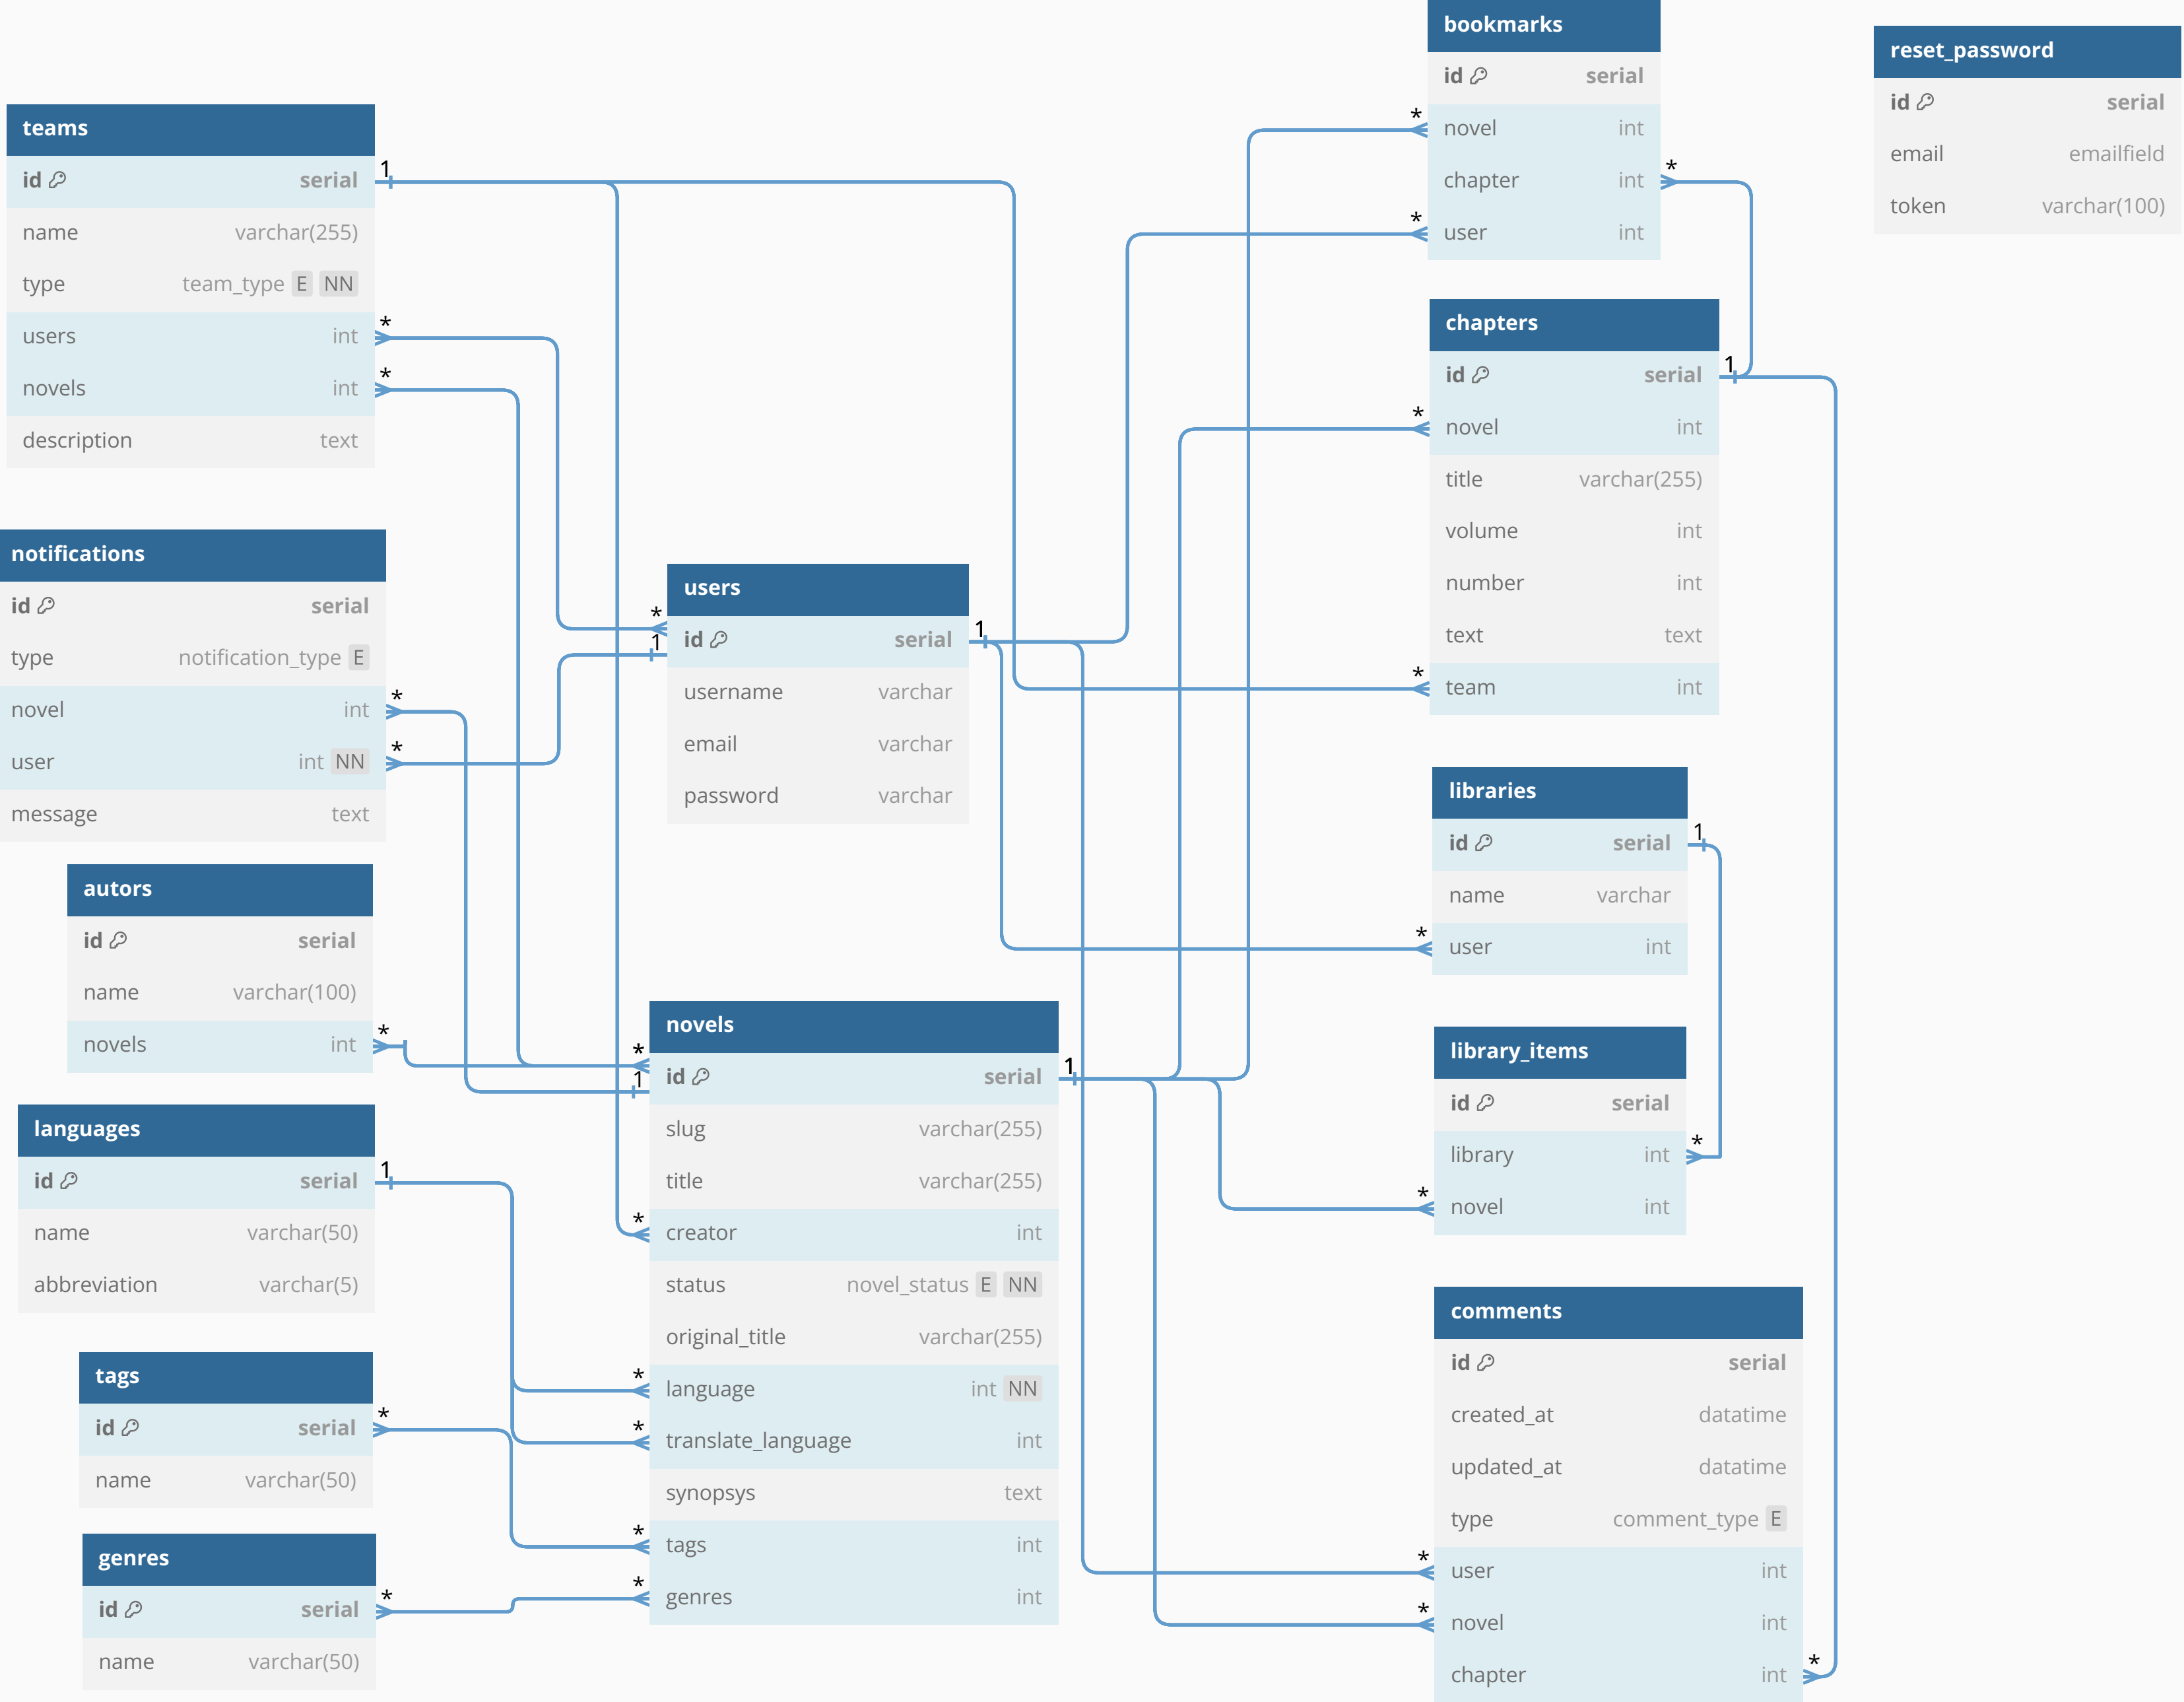 teams
id serial
name varchar(255)
type team_type E NN
users int
novels int
description text
notifications
id serial
type notification_type E
novel int
user int NN
message text
autors
id serial
name varchar(100)
novels int
languages
id serial
name varchar(50)
abbreviation varchar(5)
tags
id serial
name varchar(50)
genres
id serial
name varchar(50)
users
id serial
username varchar
email varchar
password varchar
novels
id serial
slug varchar(255)
title varchar(255)
creator int
status novel_status E NN
original_title varchar(255)
language int NN
translate_language int
synopsys text
tags int
genres int
bookmarks
id serial
novel int
chapter int
user int
chapters
id serial
novel int
title varchar(255)
volume int
number int
text text
team int
libraries
id serial
name varchar
user int
library_items
id serial
library int
novel int
comments
id serial
created_at datatime
updated_at datatime
type comment_type E
user int
novel int
chapter int
reset_password
id serial
email emailfield
token varchar(100)
1
*
*
*
*
*
1
*
*
*
1
*
1
*
*
*
*
*
*
*
1
1
*
*
*
1
*
*
*
1
*
*
*
*
*